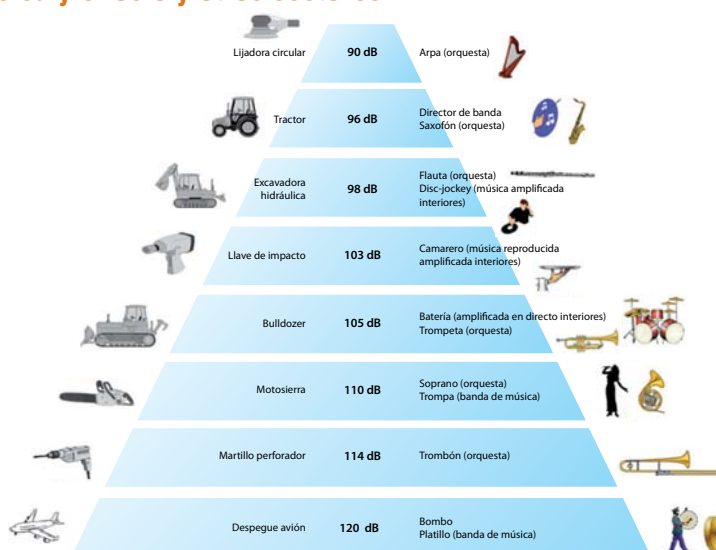 Lijadora circular
90 dB
Arpa (orquesta)
Tractor
96 dB
Director de banda
Saxofón (orquesta)
Excavadora
hidráulica
98 dB
Flauta (orquesta)
Disc-jockey (música amplificada
interiores)
Llave de impacto
103 dB
Camarero (música reproducida
amplificada interiores)
Bulldozer
105 dB
Batería (amplificada en directo interiores)
Trompeta (orquesta)
Motosierra
110 dB
Soprano (orquesta)
Trompa (banda de música)
Martillo perforador
114 dB
Trombón (orquesta)
Despegue avión
120 dB
Bombo
Platillo (banda de música)